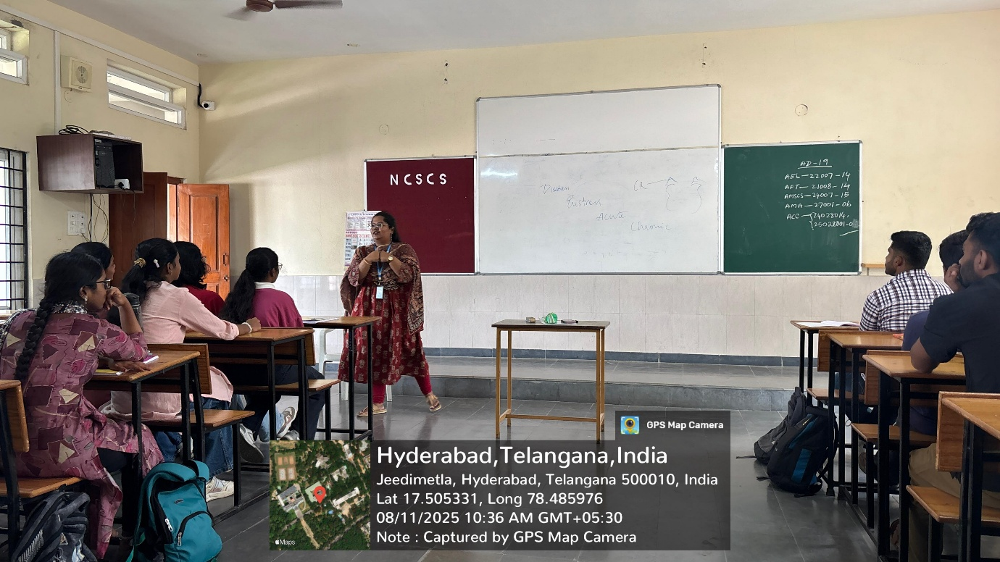 NCSCS
Distress
Eustress
Acute
Chronic
CR
AD-19
AEL-22007-14
AFT-21008-14
AMSCS-24007-15
AMA-27001-06
ACC-24028014,
GPS Map Camera
Hyderabad,Telangana,India
Jeedimetla, Hyderabad, Telangana 500010, India
Lat 17.505331, Long 78.485976
08/11/2025 10:36 AM GMT+05:30
Note : Captured by GPS Map Camera
Maps